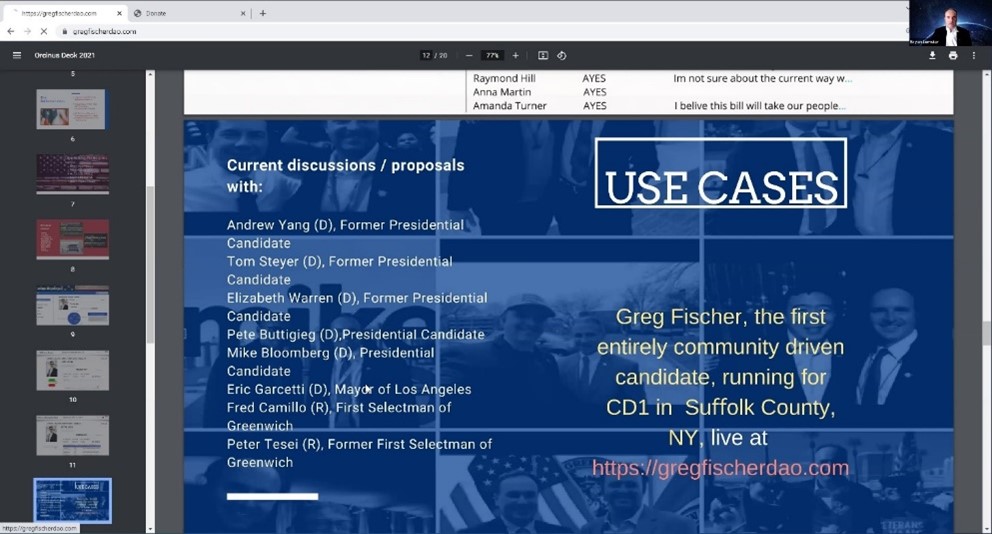 https://gregfischerdao.com
Donate
gregfischerdao.com
Orcinus Deck 2021
12 / 20
77%
5
6
7
8
9
10
11
Raymond Hill AYES Im not sure about the current way w...
Anna Martin AYES
Amanda Turner AYES I belive this bill will take our people...
Current discussions / proposals
with:
Andrew Yang (D), Former Presidential
Candidate
Tom Steyer (D), Former Presidential
Candidate
Elizabeth Warren (D), Former Presidential
Candidate
Pete Buttigieg (D),Presidential Candidate
Mike Bloomberg (D), Presidential
Candidate
Eric Garcetti (D), Mayor of Los Angeles
Fred Camillo (R), First Selectman of
Greenwich
Peter Tesei (R), Former First Selectman of
Greenwich
USE CASES
Greg Fischer, the first
entirely community driven
candidate, running for
CD1 in Suffolk County,
NY, live at
https://gregfischerdao.com
https://gregfischerdao.com